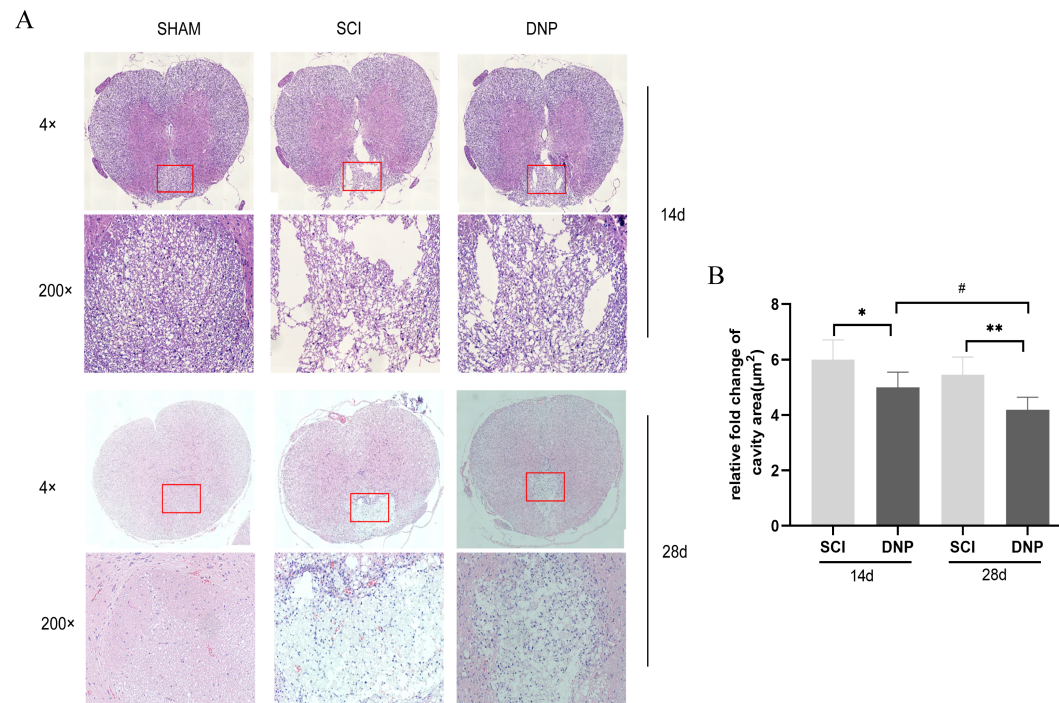 A
SHAM SCI DNP
4×
14d
200×
4×
28d
200×
B
relative fold change of
cavity area(μm²)
8
6
4
2
0
*
#
**
SCI DNP SCI DNP
14d 28d